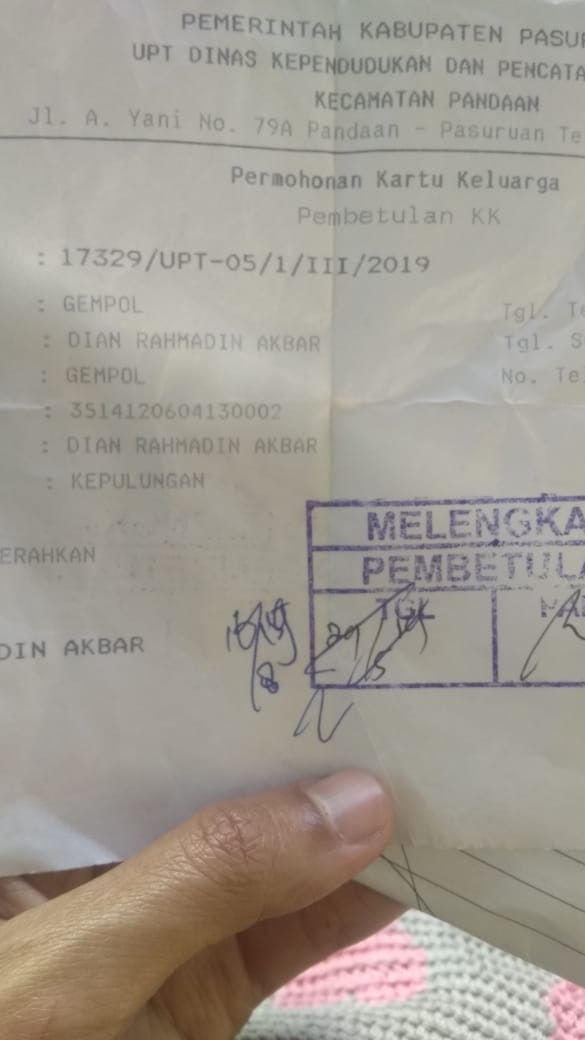 PEMERINTAH KABUPATEN PASU
UPT DINAS KEPENDUDUKAN DAN PENCATA
KECAMATAN PANDAAN
Jl. A. Yani No. 79A Pandaan - Pasuruan Te
Permohonan Kartu Keluarga
Pembetulan KK
: 17329/UPT-05/1/III/2019
: GEMPOL Tgl. Te
: DIAN RAHMADIN AKBAR Tgl. S
: GEMPOL No. Te
: 3514120604130002
: DIAN RAHMADIN AKBAR
: KEPULUNGAN
MELENGKA
PEMBETULA
ERAHKAN
TGL
DIN AKBAR